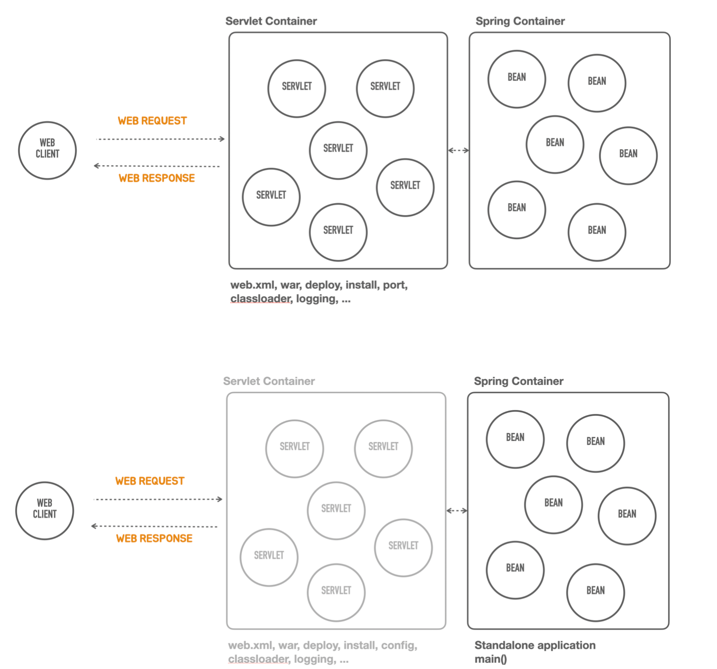 Servlet Container
Spring Container
SERVLET
SERVLET
SERVLET
SERVLET
SERVLET
SERVLET
BEAN
BEAN
BEAN
BEAN
BEAN
BEAN
WEB
CLIENT
WEB REQUEST
WEB RESPONSE
web.xml, war, deploy, install, port,
classloader, logging, ...
Servlet Container
Spring Container
SERVLET
SERVLET
SERVLET
SERVLET
SERVLET
SERVLET
BEAN
BEAN
BEAN
BEAN
BEAN
BEAN
WEB
CLIENT
WEB REQUEST
WEB RESPONSE
web.xml, war, deploy, install, config,
classloader, logging, ...
Standalone application
main()